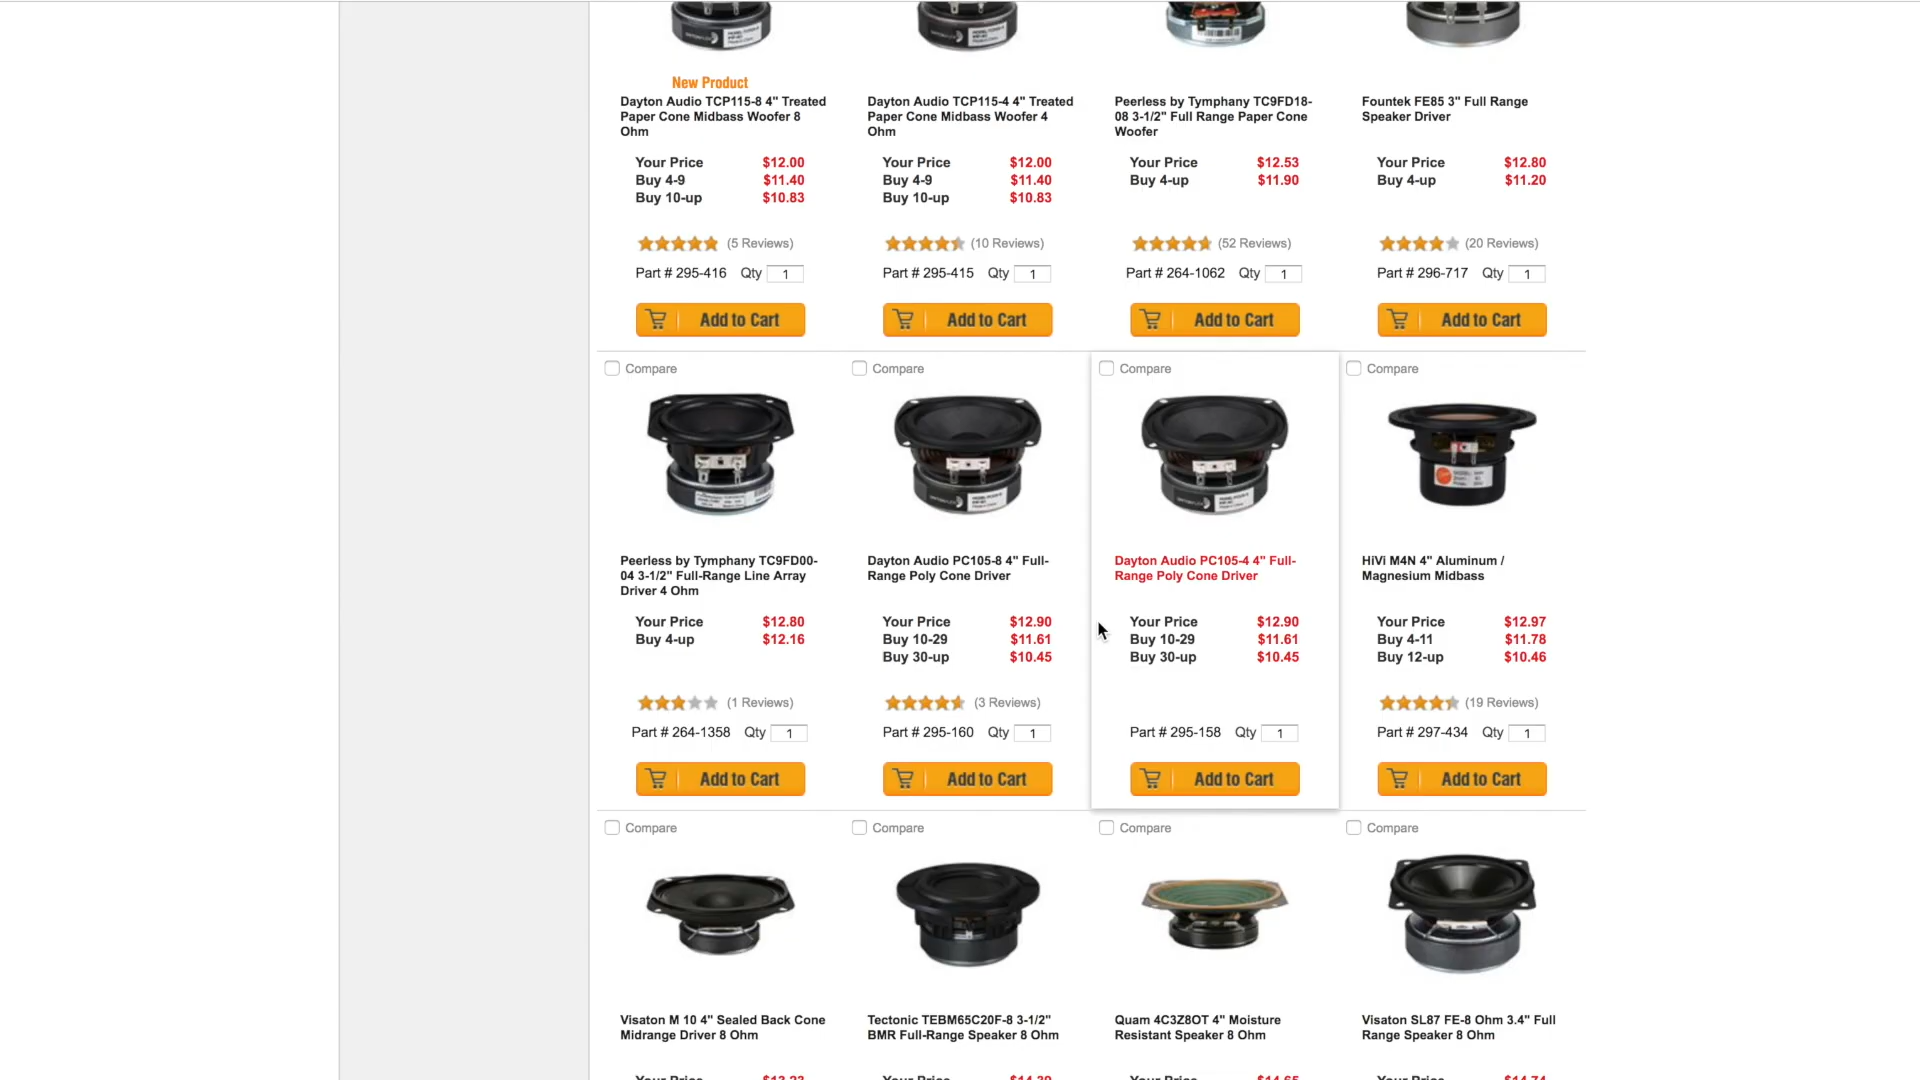 New Product
Dayton Audio TCP115-8 4" Treated
Paper Cone Midbass Woofer 8
Ohm
Your Price $12.00
Buy 4-9 $11.40
Buy 10-up $10.83
(5 Reviews)
Part # 295-416 Qty 1
Add to Cart
Dayton Audio TCP115-4 4" Treated
Paper Cone Midbass Woofer 4
Ohm
Your Price $12.00
Buy 4-9 $11.40
Buy 10-up $10.83
(10 Reviews)
Part # 295-415 Qty 1
Add to Cart
Peerless by Tymphany TC9FD18-
08 3-1/2" Full Range Paper Cone
Woofer
Your Price $12.53
Buy 4-up $11.90
(52 Reviews)
Part # 264-1062 Qty 1
Add to Cart
Fountek FE85 3" Full Range
Speaker Driver
Your Price $12.80
Buy 4-up $11.20
(20 Reviews)
Part # 296-717 Qty 1
Add to Cart
Compare
Peerless by Tymphany TC9FD00-
04 3-1/2" Full-Range Line Array
Driver 4 Ohm
Your Price $12.80
Buy 4-up $12.16
(1 Reviews)
Part # 264-1358 Qty 1
Add to Cart
Compare
Dayton Audio PC105-8 4" Full-
Range Poly Cone Driver
Your Price $12.90
Buy 10-29 $11.61
Buy 30-up $10.45
(3 Reviews)
Part # 295-160 Qty 1
Add to Cart
Compare
Dayton Audio PC105-4 4" Full-
Range Poly Cone Driver
Your Price $12.90
Buy 10-29 $11.61
Buy 30-up $10.45
Part # 295-158 Qty 1
Add to Cart
Compare
HiVi M4N 4" Aluminum /
Magnesium Midbass
Your Price $12.97
Buy 4-11 $11.78
Buy 12-up $10.46
(19 Reviews)
Part # 297-434 Qty 1
Add to Cart
Compare
Visaton M 10 4" Sealed Back Cone
Midrange Driver 8 Ohm
Your Price $13.23
Compare
Tectonic TEBM65C20F-8 3-1/2"
BMR Full-Range Speaker 8 Ohm
Your Price $14.39
Compare
Quam 4C3Z8OT 4" Moisture
Resistant Speaker 8 Ohm
Your Price $14.65
Compare
Visaton SL87 FE-8 Ohm 3.4" Full
Range Speaker 8 Ohm
Your Price $14.74